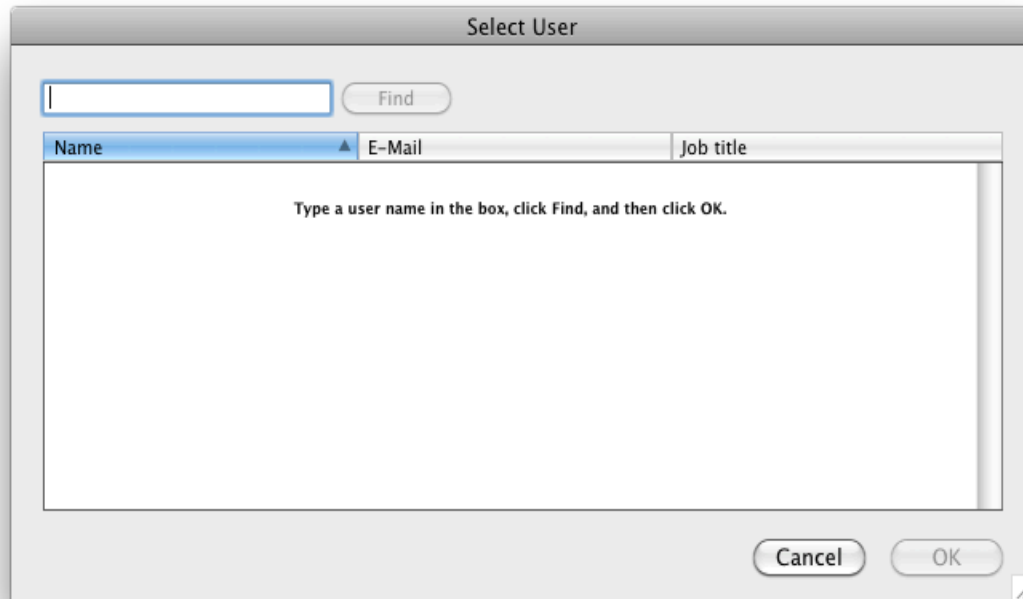 Select User
Find
Name E-Mail Job title
Type a user name in the box, click Find, and then click OK.
Cancel OK